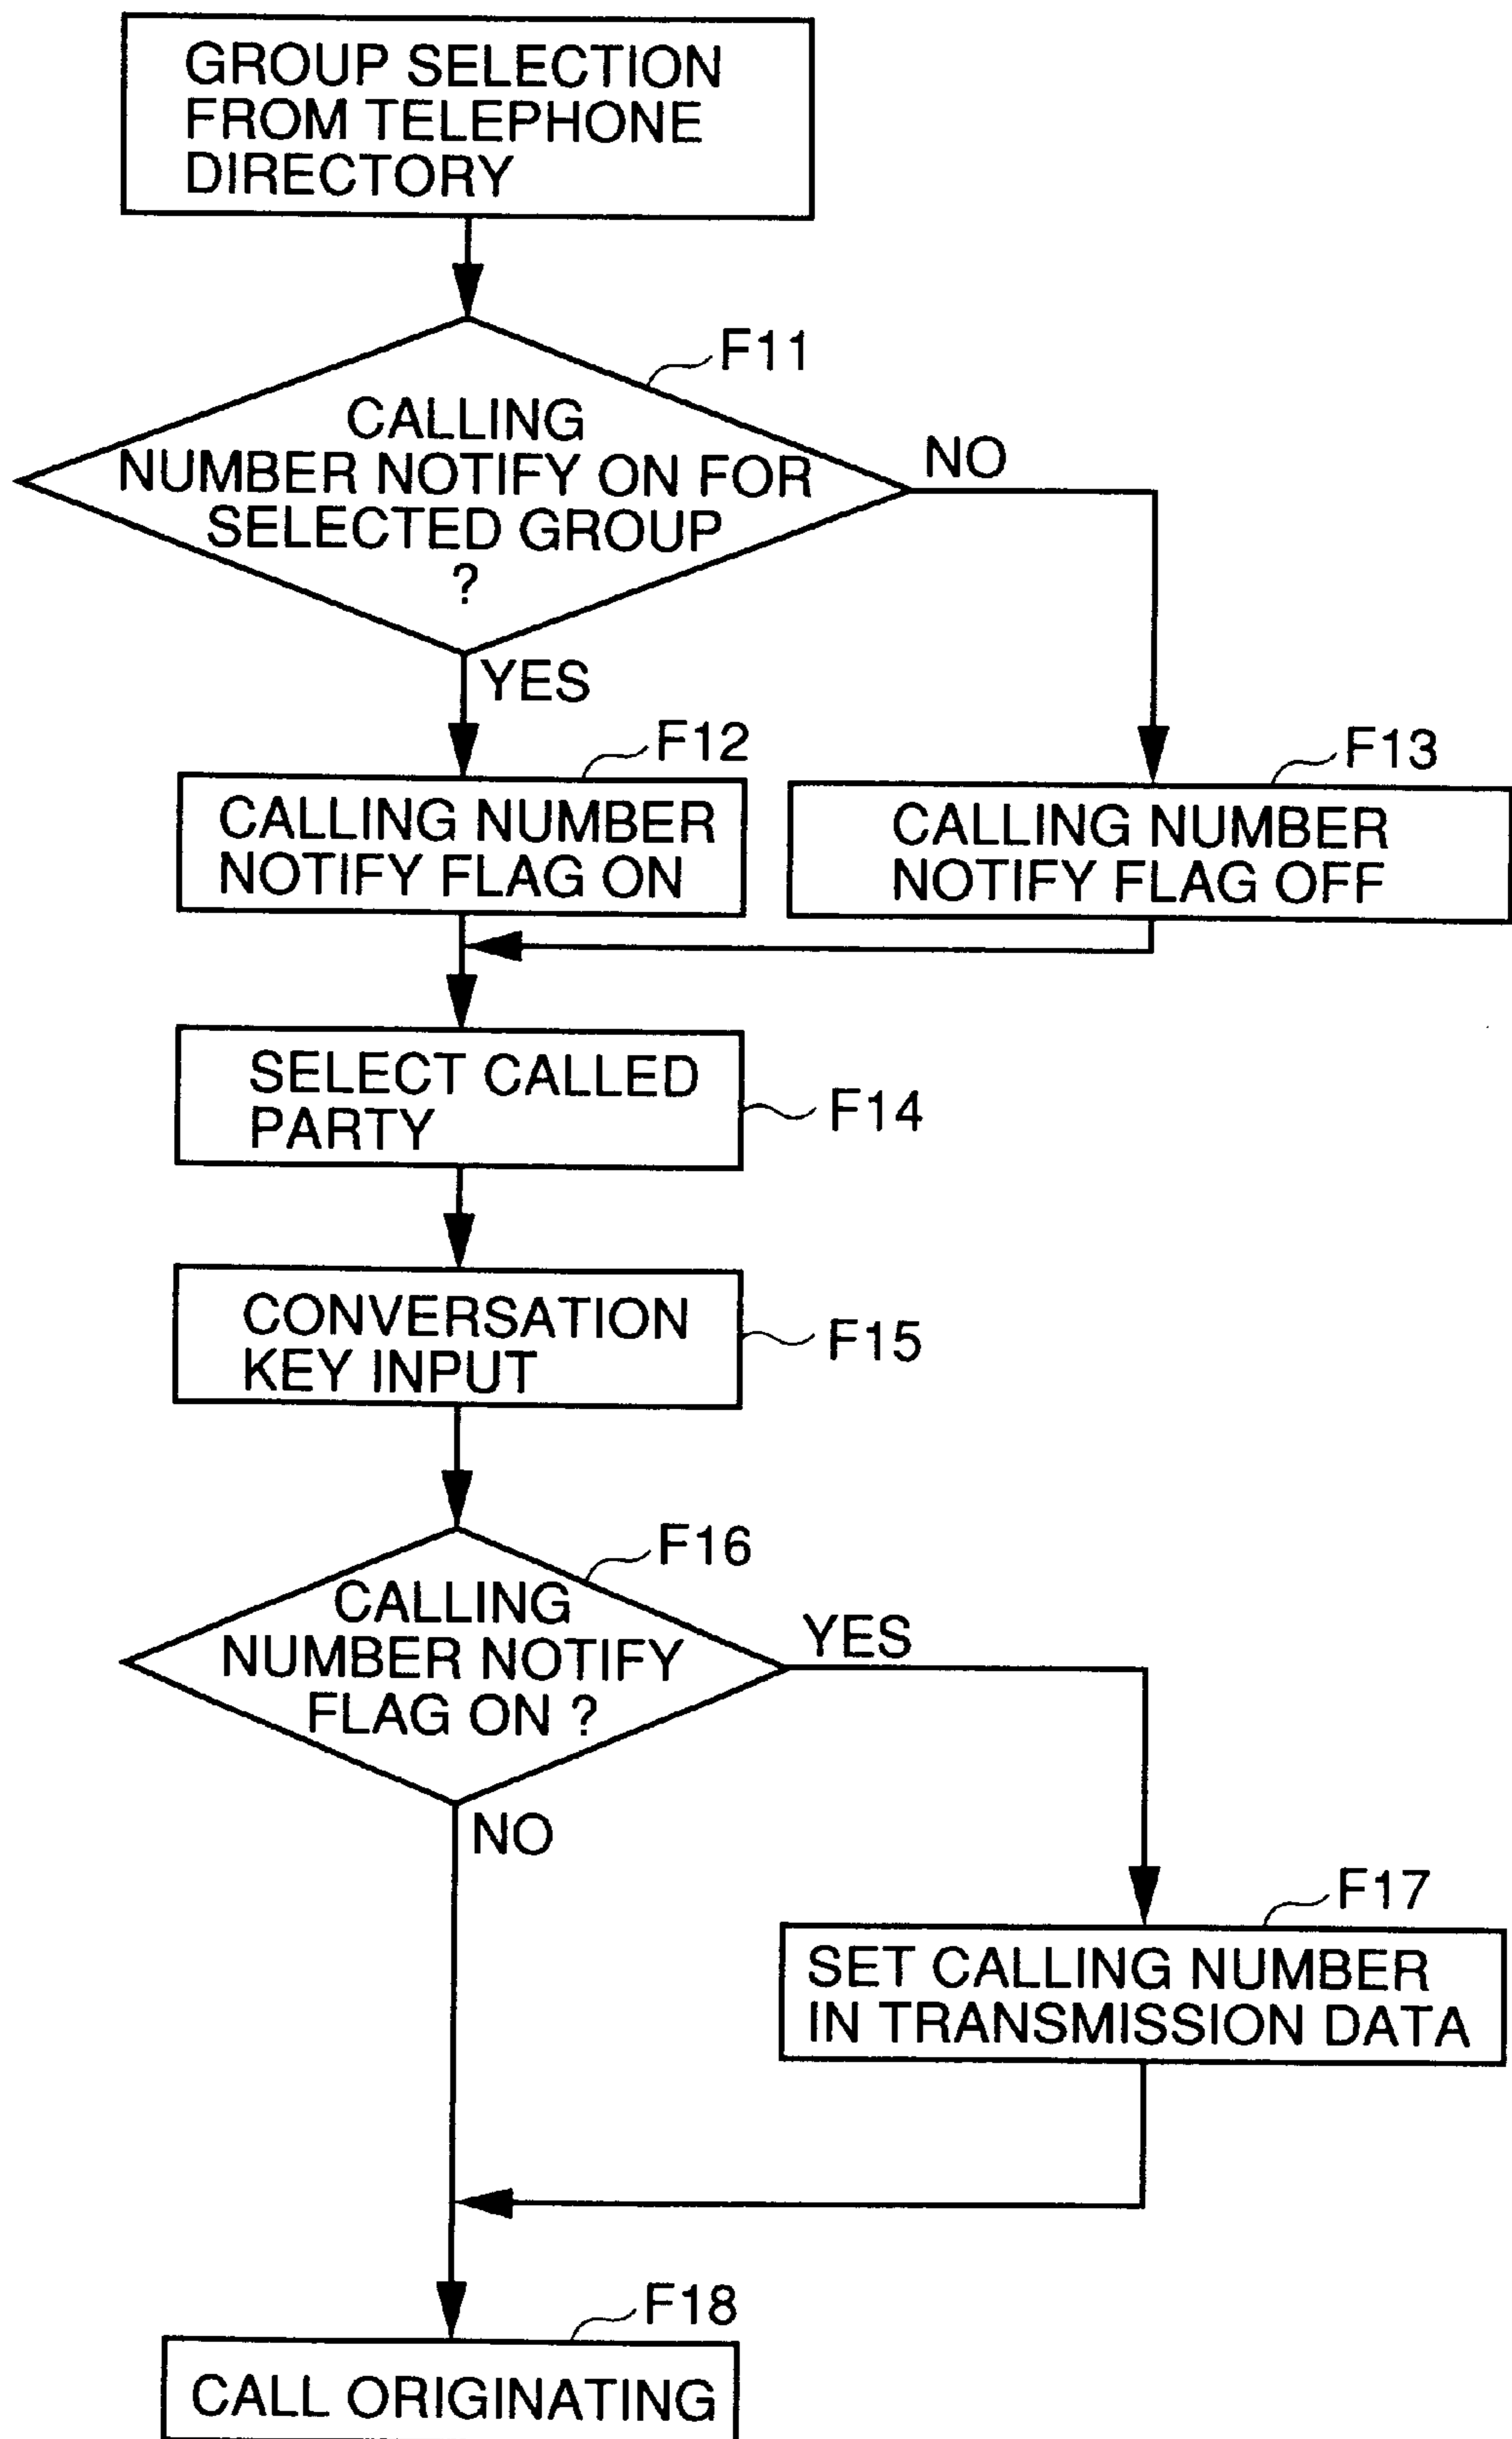 GROUP SELECTION
FROM TELEPHONE
DIRECTORY
F11
CALLING
NUMBER NOTIFY ON FOR
SELECTED GROUP
?
NO
YES
F12
CALLING NUMBER
NOTIFY FLAG ON
F13
CALLING NUMBER
NOTIFY FLAG OFF
SELECT CALLED
PARTY
F14
CONVERSATION
KEY INPUT
F15
F16
CALLING
NUMBER NOTIFY
FLAG ON ?
YES
NO
F17
SET CALLING NUMBER
IN TRANSMISSION DATA
F18
CALL ORIGINATING